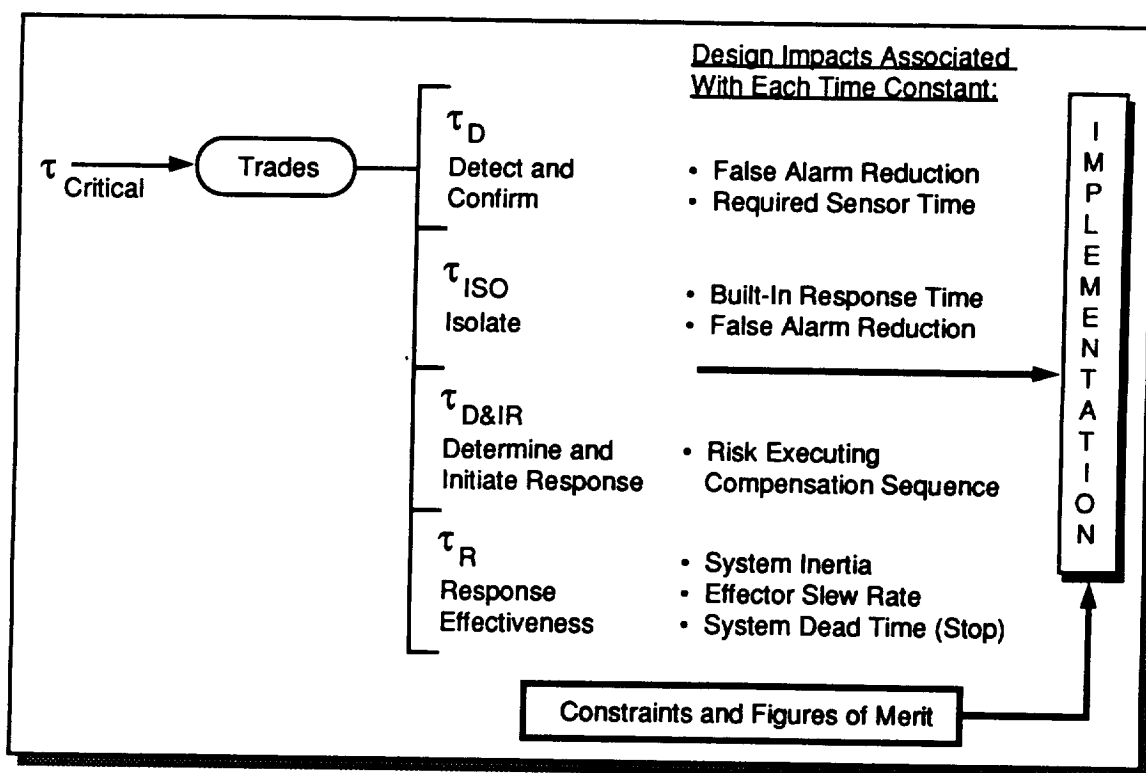 Design Impacts Associated
With Each Time Constant:
τ Critical
Trades
τ D
Detect and
Confirm
• False Alarm Reduction
• Required Sensor Time
τ ISO
Isolate
• Built-In Response Time
• False Alarm Reduction
τ D&IR
Determine and
Initiate Response
• Risk Executing
Compensation Sequence
τ R
Response
Effectiveness
• System Inertia
• Effector Slew Rate
• System Dead Time (Stop)
IMPLEMENTATION
Constraints and Figures of Merit